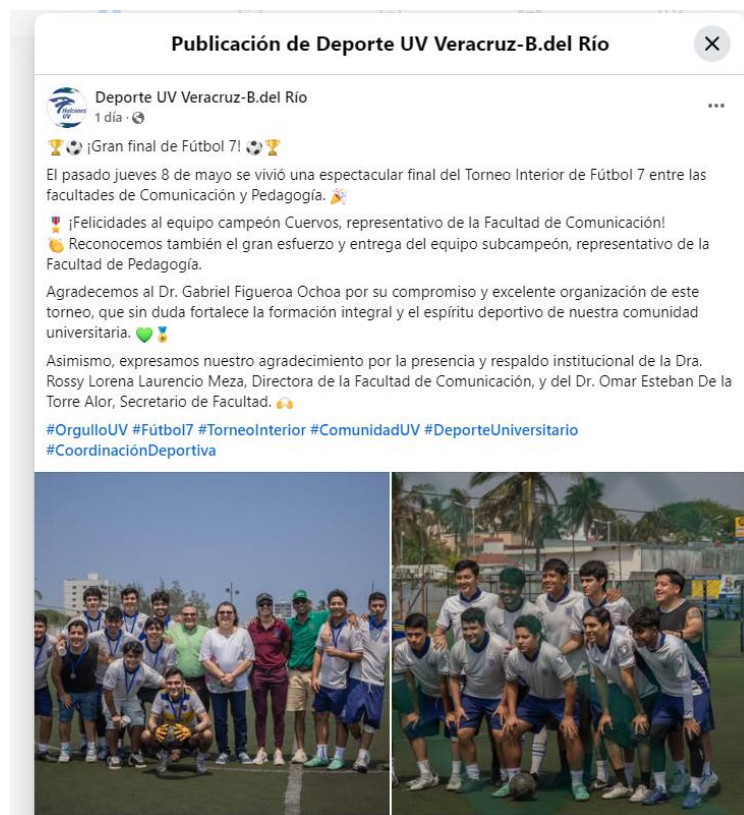 Publicación de Deporte UV Veracruz-B.del Río
Deporte UV Veracruz-B.del Río
1 día ·
🏆⚽ ¡Gran final de Fútbol 7! ⚽🏆
El pasado jueves 8 de mayo se vivió una espectacular final del Torneo Interior de Fútbol 7 entre las
facultades de Comunicación y Pedagogía. 🎉
🎖️ ¡Felicidades al equipo campeón Cuervos, representativo de la Facultad de Comunicación!
👏 Reconocemos también el gran esfuerzo y entrega del equipo subcampeón, representativo de la
Facultad de Pedagogía.
Agradecemos al Dr. Gabriel Figueroa Ochoa por su compromiso y excelente organización de este
torneo, que sin duda fortalece la formación integral y el espíritu deportivo de nuestra comunidad
universitaria. 💚🏅
Asimismo, expresamos nuestro agradecimiento por la presencia y respaldo institucional de la Dra.
Rossy Lorena Laurencio Meza, Directora de la Facultad de Comunicación, y del Dr. Omar Esteban De la
Torre Alor, Secretario de Facultad. 🙌
#OrgulloUV #Fútbol7 #TorneoInterior #ComunidadUV #DeporteUniversitario
#CoordinaciónDeportiva